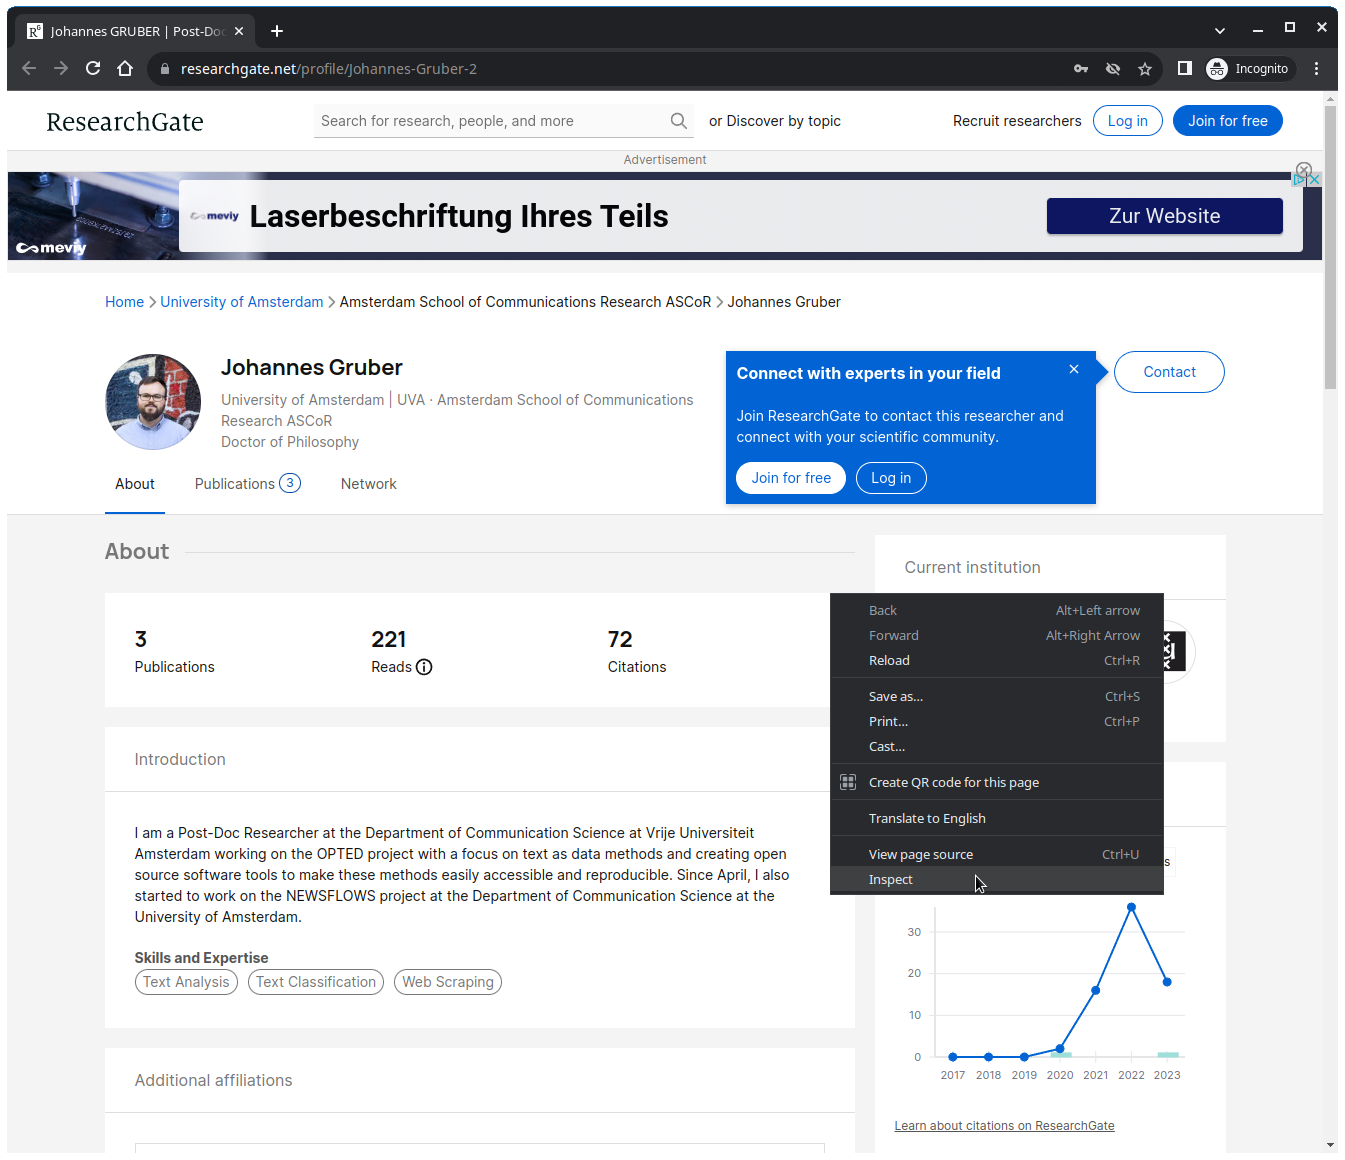 Johannes GRUBER | Post-Doc
researchgate.net/profile/Johannes-Gruber-2
Incognito
ResearchGate
Search for research, people, and more
or Discover by topic
Recruit researchers
Log in
Join for free
Advertisement
meviy
meviy
Laserbeschriftung Ihres Teils
Zur Website
Home > University of Amsterdam > Amsterdam School of Communications Research ASCoR > Johannes Gruber
Johannes Gruber
University of Amsterdam | UVA · Amsterdam School of Communications
Research ASCoR
Doctor of Philosophy
Connect with experts in your field
Join ResearchGate to contact this researcher and
connect with your scientific community.
Join for free
Log in
Contact
About
Publications 3
Network
About
3
Publications
221
Reads
72
Citations
Introduction
I am a Post-Doc Researcher at the Department of Communication Science at Vrije Universiteit
Amsterdam working on the OPTED project with a focus on text as data methods and creating open
source software tools to make these methods easily accessible and reproducible. Since April, I also
started to work on the NEWSFLOWS project at the Department of Communication Science at the
University of Amsterdam.
Skills and Expertise
Text Analysis
Text Classification
Web Scraping
Additional affiliations
Current institution
Back Alt+Left arrow
Forward Alt+Right Arrow
Reload Ctrl+R
Save as... Ctrl+S
Print... Ctrl+P
Cast...
Create QR code for this page
Translate to English
View page source Ctrl+U
Inspect
s
30
20
10
0
2017 2018 2019 2020 2021 2022 2023
Learn about citations on ResearchGate